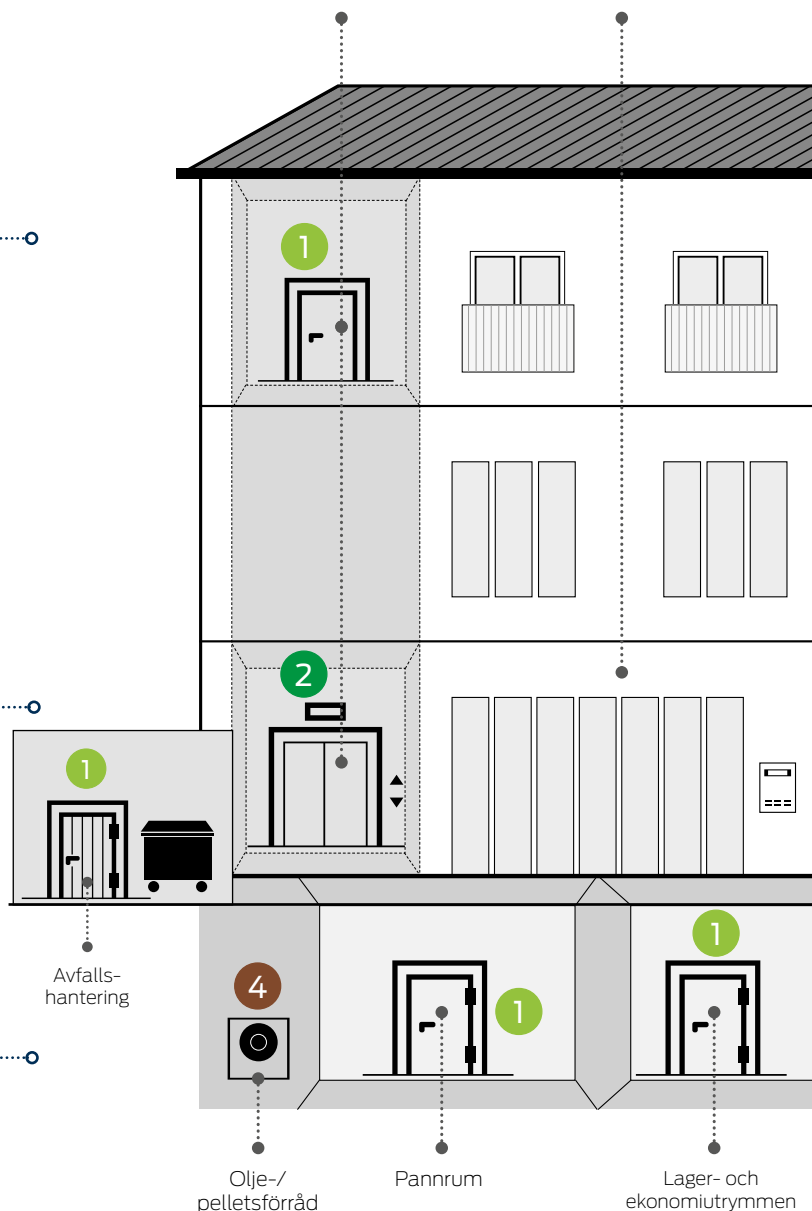 1
2
1
1
4
1
Avfalls-
hantering
Olje-/
pelletsförråd
Pannrum
Lager- och
ekonomiutrymmen